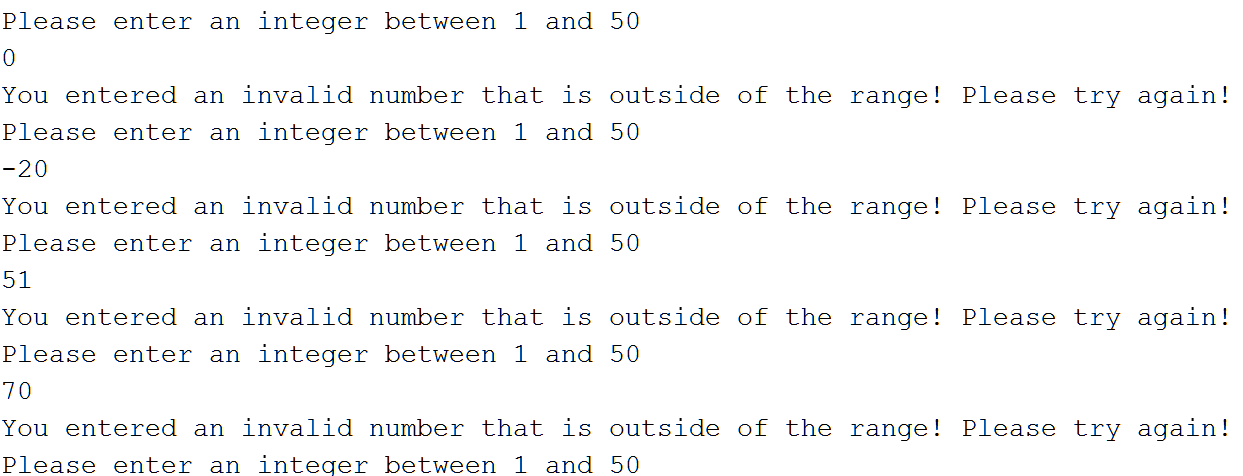 Please enter an integer between 1 and 50
0
You entered an invalid number that is outside of the range! Please try again!
Please enter an integer between 1 and 50
-20
You entered an invalid number that is outside of the range! Please try again!
Please enter an integer between 1 and 50
51
You entered an invalid number that is outside of the range! Please try again!
Please enter an integer between 1 and 50
70
You entered an invalid number that is outside of the range! Please try again!
Please enter an integer between 1 and 50